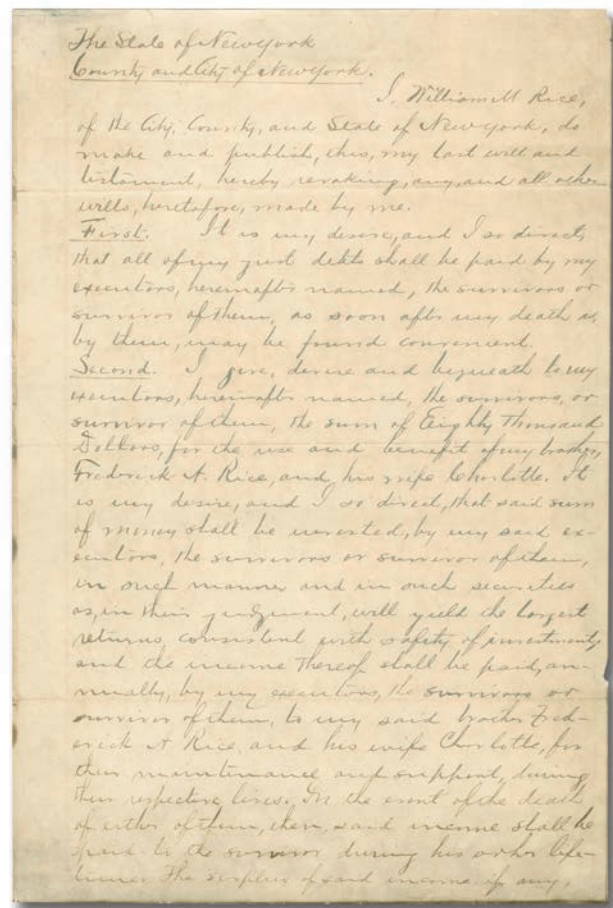 The State of New York
County and City of New York.
I, William M Rice,
of the City, County, and State of New York, do
make and publish, this, my last will and
testament, hereby revoking, any, and all other
wills, heretofore, made by me.
First. It is my desire, and I so direct,
that all of my just debts shall be paid by my
executors, hereinafter named, the survivors or
survivor of them, as soon after my death as,
by them, may be found convenient.
Second. I give, devise and bequeath to my
executors, hereinafter named, the survivors, or
survivor of them, the sum of Eighty Thousand
Dollars, for the use and benefit of my brother,
Frederick A. Rice, and, his wife Charlotte. It
is my desire, and I so direct, that said sum
of money shall be invested, by my said ex-
ecutors, the survivors or survivor of them,
in such manner and in such securities
as, in their judgment, will yield the largest
returns, consistent with safety of investment,
and the income thereof shall be paid, an-
nually, by my executors, the survivors or
survivor of them, to my said brother Fred-
erick A Rice, and his wife Charlotte, for
their maintenance and support, during
their respective lives. In the event of the death
of either of them, then, said income shall be
paid to the survivor, during his or her life-
time. The surplus of said income, if any,